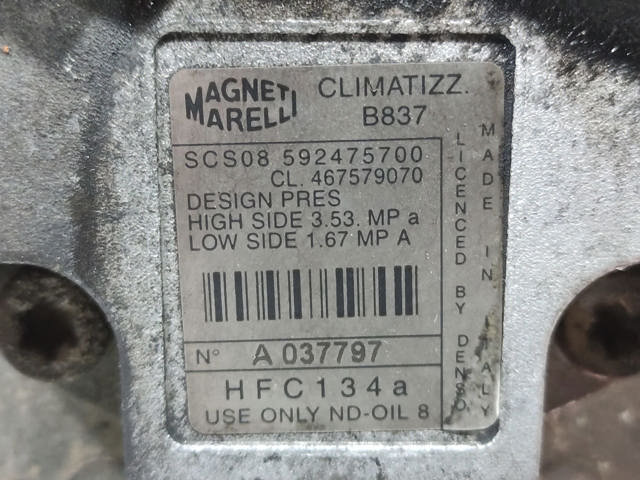 MAGNETI
MARELLI
CLIMATIZZ.
B837
SCS08 592475700
CL. 467579070
DESIGN PRES
HIGH SIDE 3.53. MP a
LOW SIDE 1.67 MP A
N° A 037797
HFC134a
USE ONLY ND-OIL 8
LICENCED BY DENSO
MADE IN ITALY